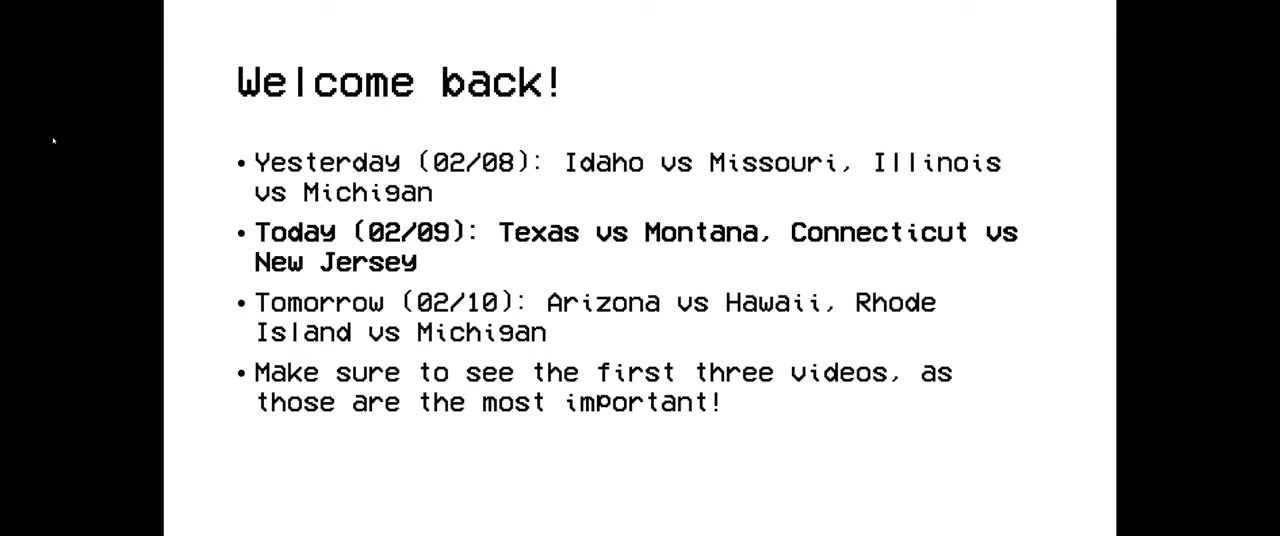 Welcome back!
• Yesterday (02/08): Idaho vs Missouri, Illinois
vs Michigan
• Today (02/09): Texas vs Montana, Connecticut vs
New Jersey
• Tomorrow (02/10): Arizona vs Hawaii, Rhode
Island vs Michigan
• Make sure to see the first three videos, as
those are the most important!